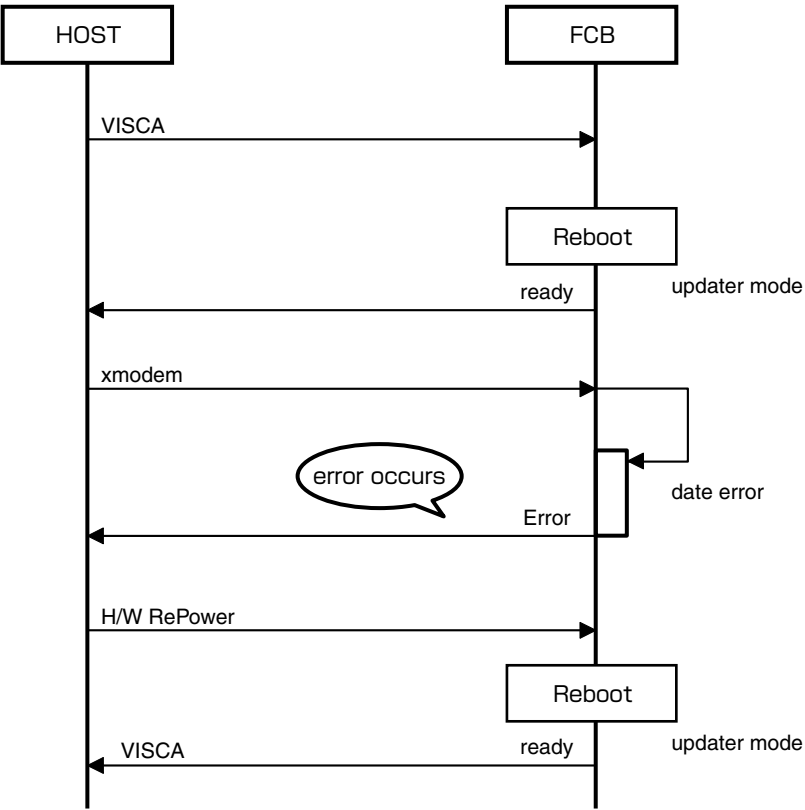 HOST
FCB
VISCA
Reboot
ready
updater mode
xmodem
error occurs
date error
Error
H/W RePower
Reboot
VISCA
ready
updater mode